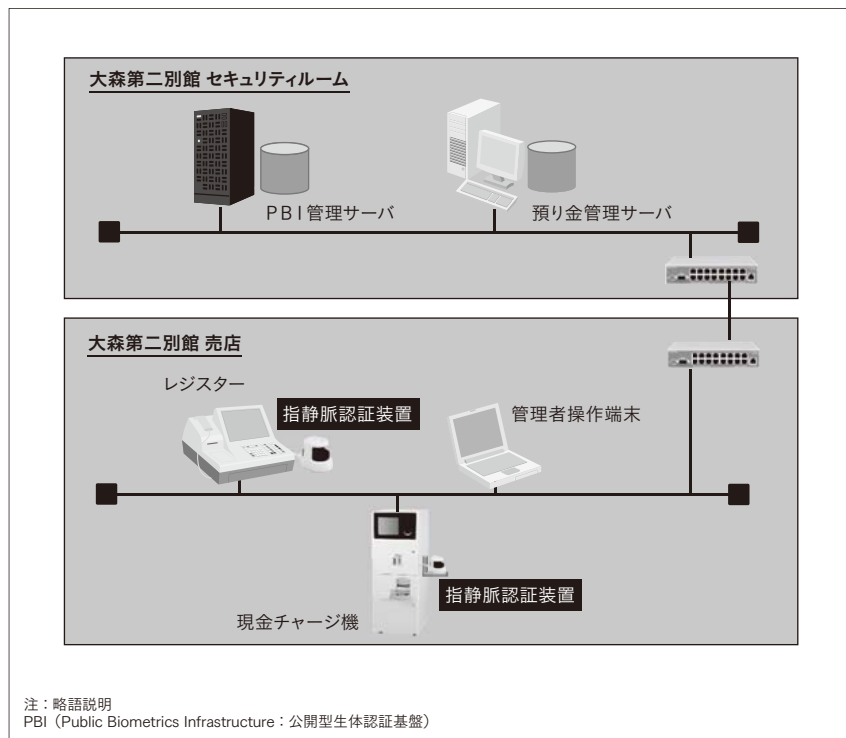 大森第二別館 セキュリティルーム
PBI管理サーバ
預り金管理サーバ
大森第二別館 売店
レジスター
指静脈認証装置
管理者操作端末
指静脈認証装置
現金チャージ機
注：略語説明
PBI（Public Biometrics Infrastructure：公開型生体認証基盤）